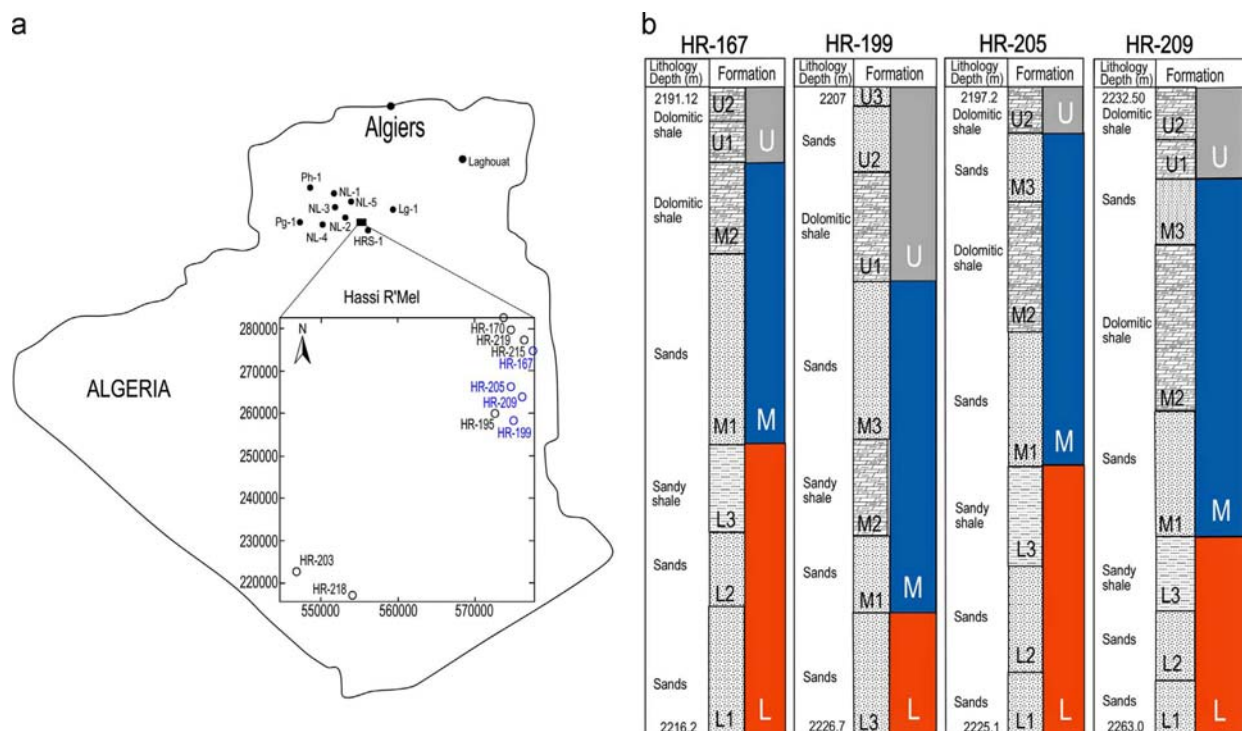 a
Algiers
Laghouat
Ph-1
NL-1
NL-5
NL-3
Lg-1
Pg-1
NL-2
NL-4
HRS-1
Hassi R'Mel
ALGERIA
N
280000
270000
260000
250000
240000
230000
220000
550000 560000 570000
HR-170
HR-219
HR-215
HR-167
HR-205
HR-209
HR-195
HR-199
HR-203
HR-218
b
HR-167
Lithology
Depth (m)
Formation
2191.12
Dolomitic
shale
U2
U1
U
Dolomitic
shale
M2
Sands
M1
M
Sandy
shale
L3
Sands
L2
Sands
L1
L
2216.2
HR-199
Lithology
Depth (m)
Formation
2207
U3
Sands
U2
Dolomitic
shale
U1
U
Sands
M3
Sandy
shale
M2
Sands
M1
M
Sands
L3
L
2226.7
HR-205
Lithology
Depth (m)
Formation
2197.2
Dolomitic
shale
U2
U
Sands
M3
Dolomitic
shale
M2
Sands
M1
M
Sandy
shale
L3
Sands
L2
Sands
L1
L
2225.1
HR-209
Lithology
Depth (m)
Formation
2232.50
Dolomitic
shale
U2
U1
U
Sands
M3
Dolomitic
shale
M2
Sands
M1
M
Sandy
shale
L3
Sands
L2
Sands
L1
L
2263.0